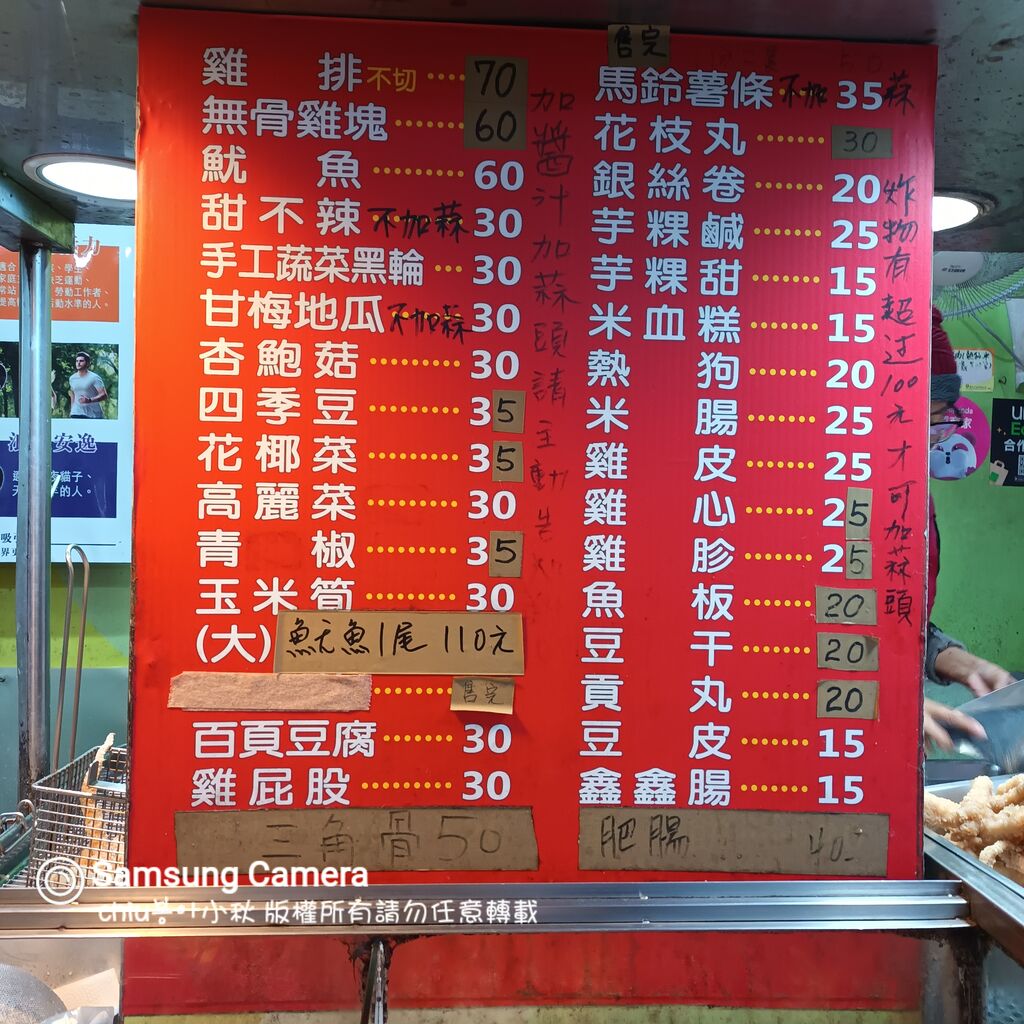 雞排不切……70
無骨雞塊……60
魷魚……60
甜不辣 不加蒜 30
手工蔬菜黑輪…30
甘梅地瓜 不加蒜 30
杏鮑菇……30
四季豆……35
花椰菜……35
高麗菜……30
青椒……35
玉米筍……30
(大) 魷魚1尾 110元
……售完
百頁豆腐……30
雞屁股……30
三角骨50
加醬汁加蒜頭請主動告
售完
馬鈴薯條 不加蒜 35
花枝丸……30
銀絲卷……20
芋粿鹹……25
芋粿甜……15
米血糕……15
熱狗……20
米腸……25
雞皮……25
雞心……25
雞胗……25
魚板……20
豆干……20
貢丸……20
豆皮……15
鑫鑫腸……15
肥腸……40.-
炸物有超过100元才可加蒜頭
安逸
Samsung Camera
小秋 版權所有請勿任意轉載